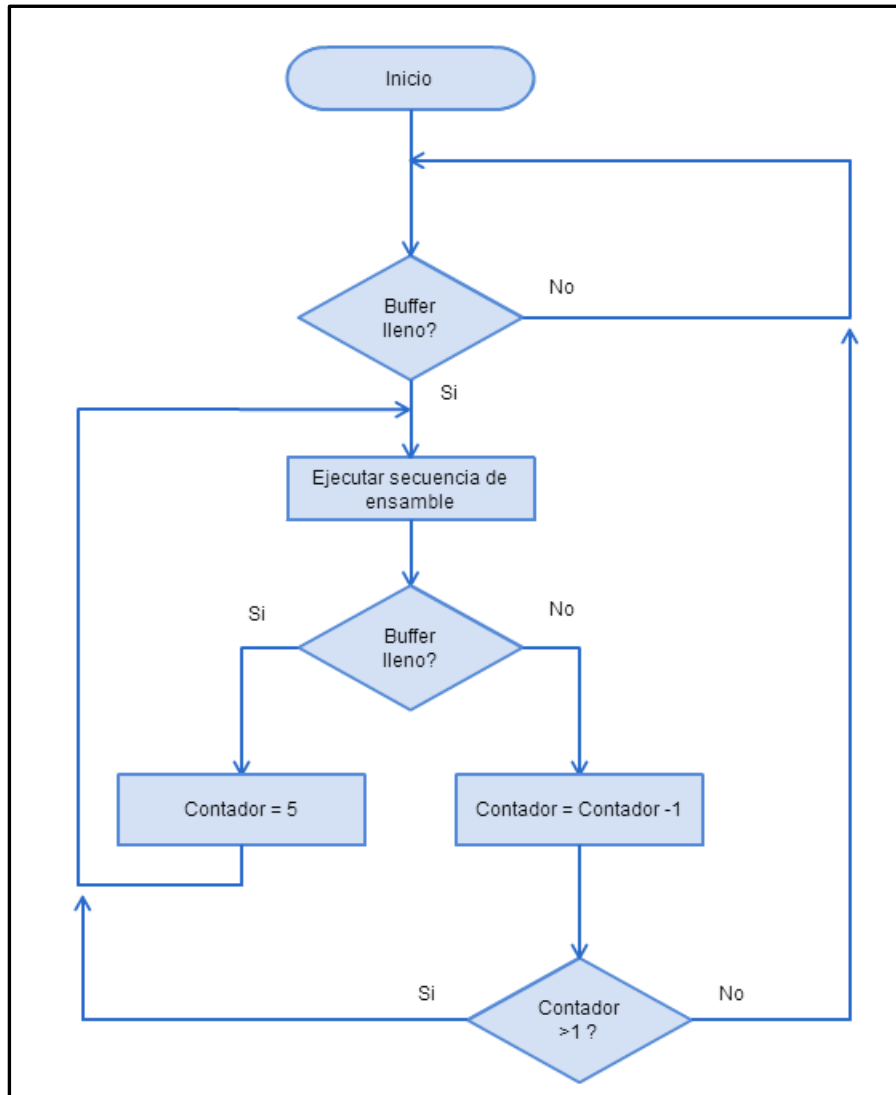 Inicio
Buffer
lleno?
No
Si
Ejecutar secuencia de
ensamble
Si
No
Buffer
lleno?
Contador = 5
Contador = Contador -1
Si
No
Contador
>1 ?